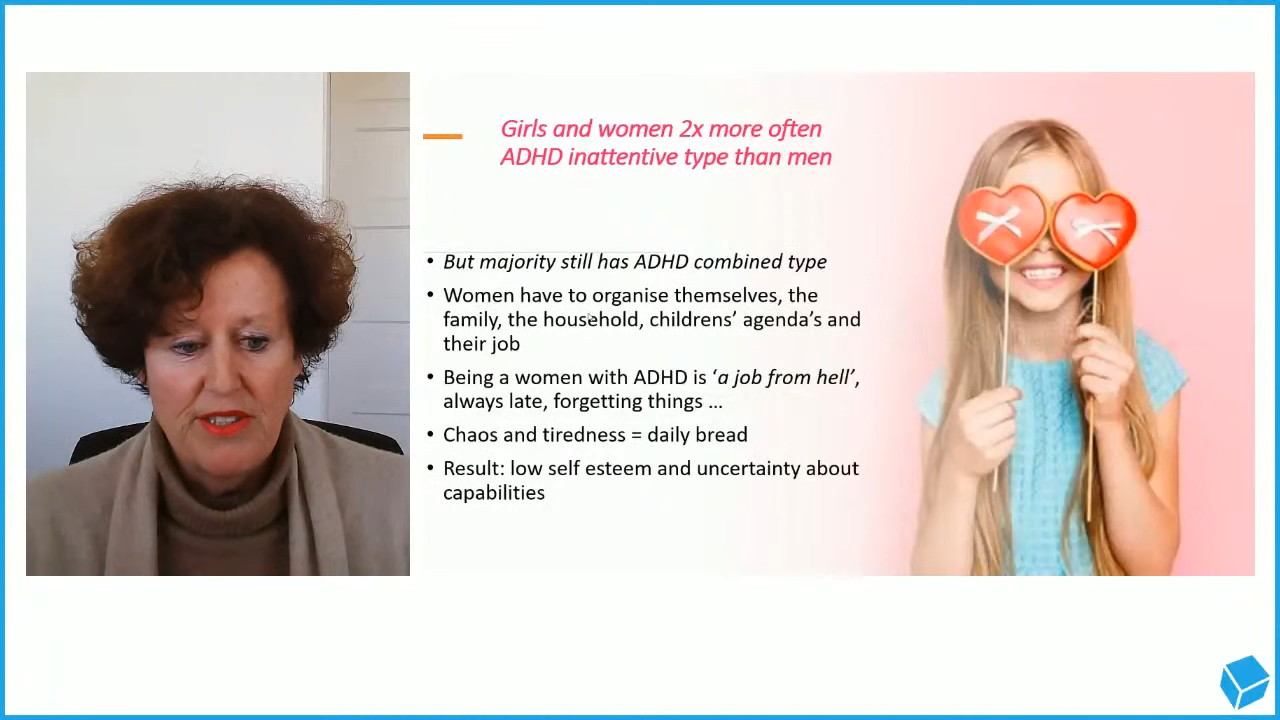 Girls and women 2x more often
ADHD inattentive type than men
• But majority still has ADHD combined type
• Women have to organise themselves, the
family, the household, childrens' agenda's and
their job
• Being a women with ADHD is 'a job from hell',
always late, forgetting things ...
• Chaos and tiredness = daily bread
• Result: low self esteem and uncertainty about
capabilities